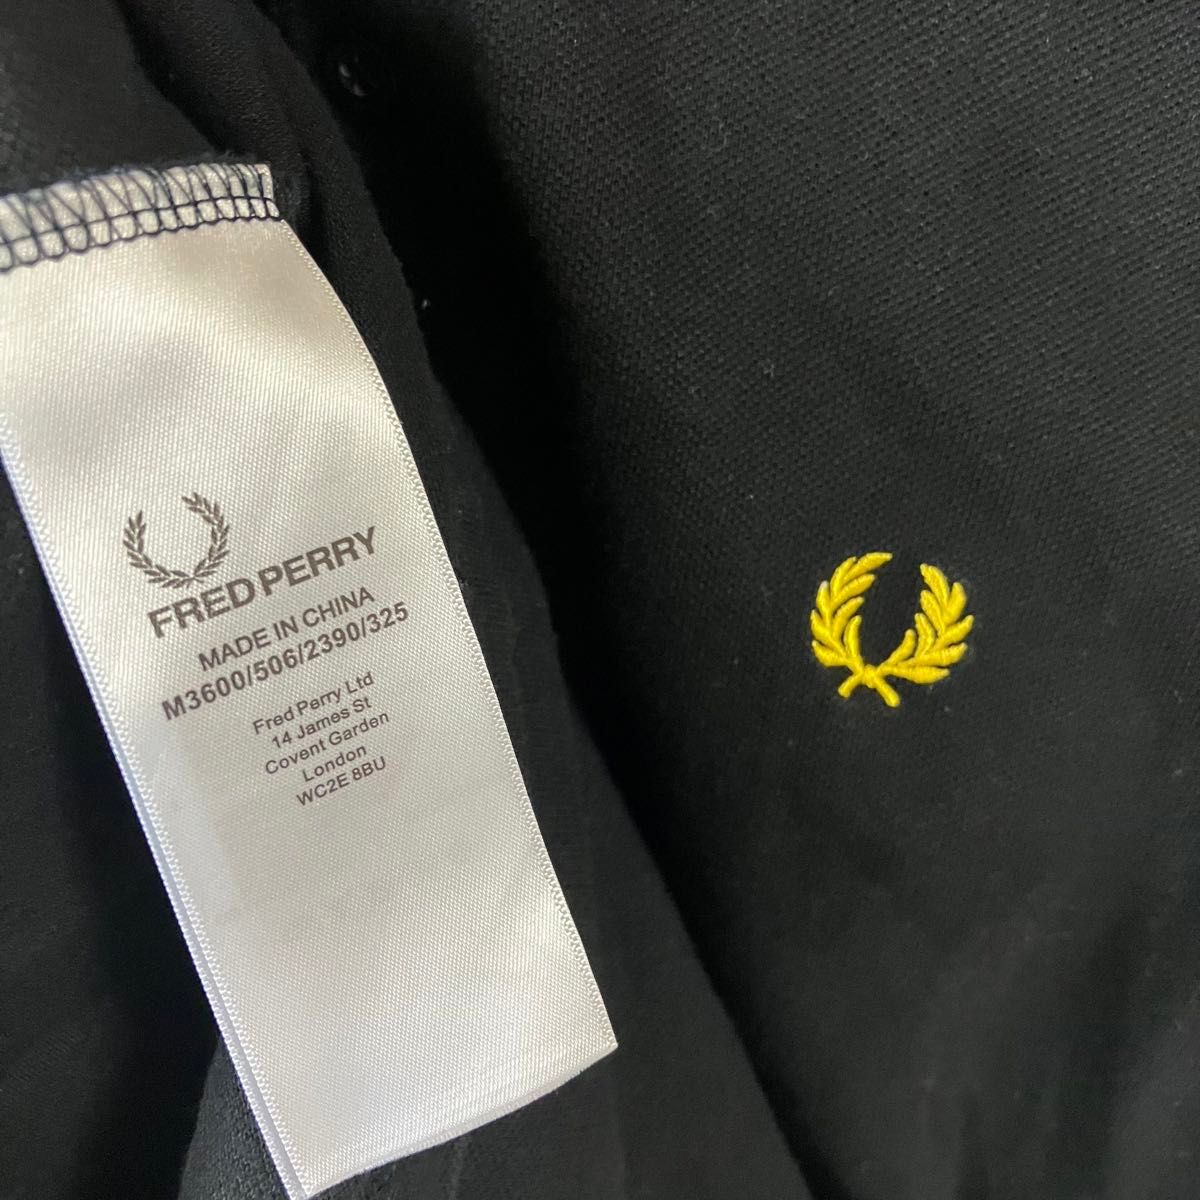 FRED PERRY
MADE IN CHINA
M3600/506/2390/325
Fred Perry Ltd
14 James St
Covent Garden
London
WC2E 8BU